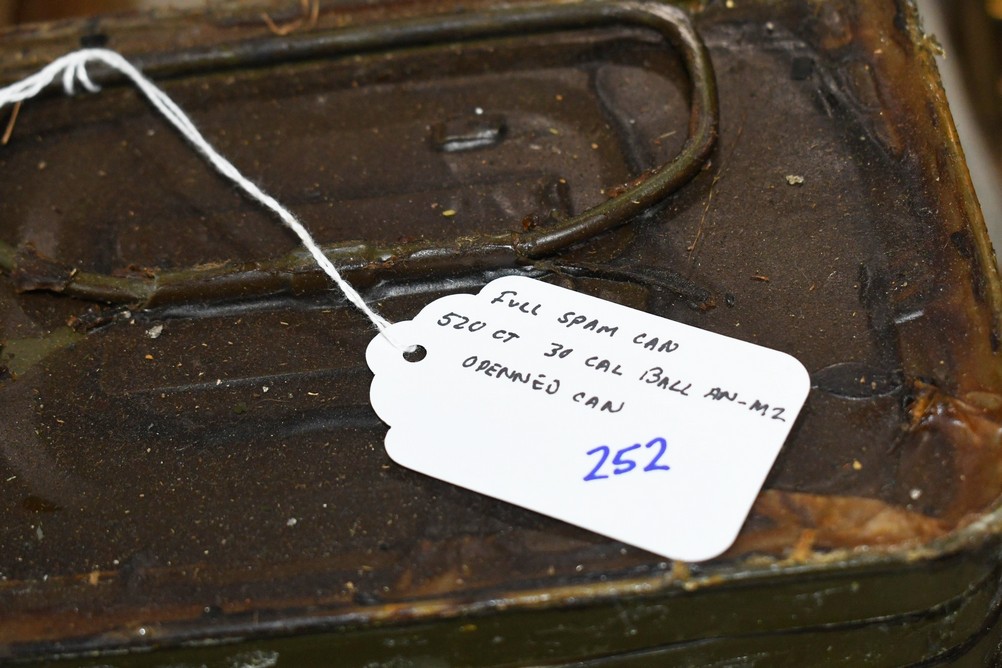 FULL SPAM CAN
520 CT 30 CAL BALL AN-M2
OPENNED CAN
252